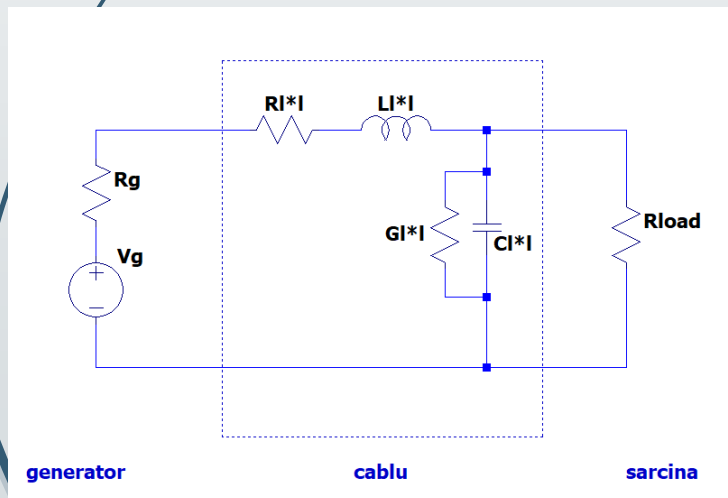 Rl*l
Ll*l
Rg
Vg
Gl*l
Cl*l
Rload
generator
cablu
sarcina